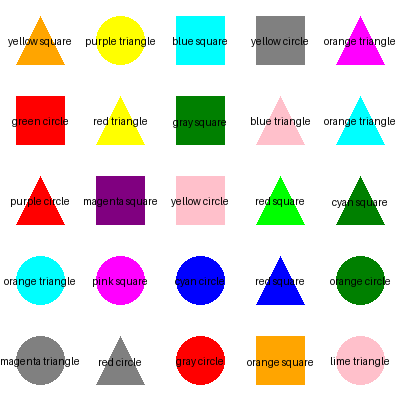 yellow square purple triangle blue square yellow circle orange triangle
green circle red triangle gray square blue triangle orange triangle
purple circle magenta square yellow circle red square cyan square
orange triangle pink square cyan circle red square orange circle
magenta triangle red circle gray circle orange square lime triangle